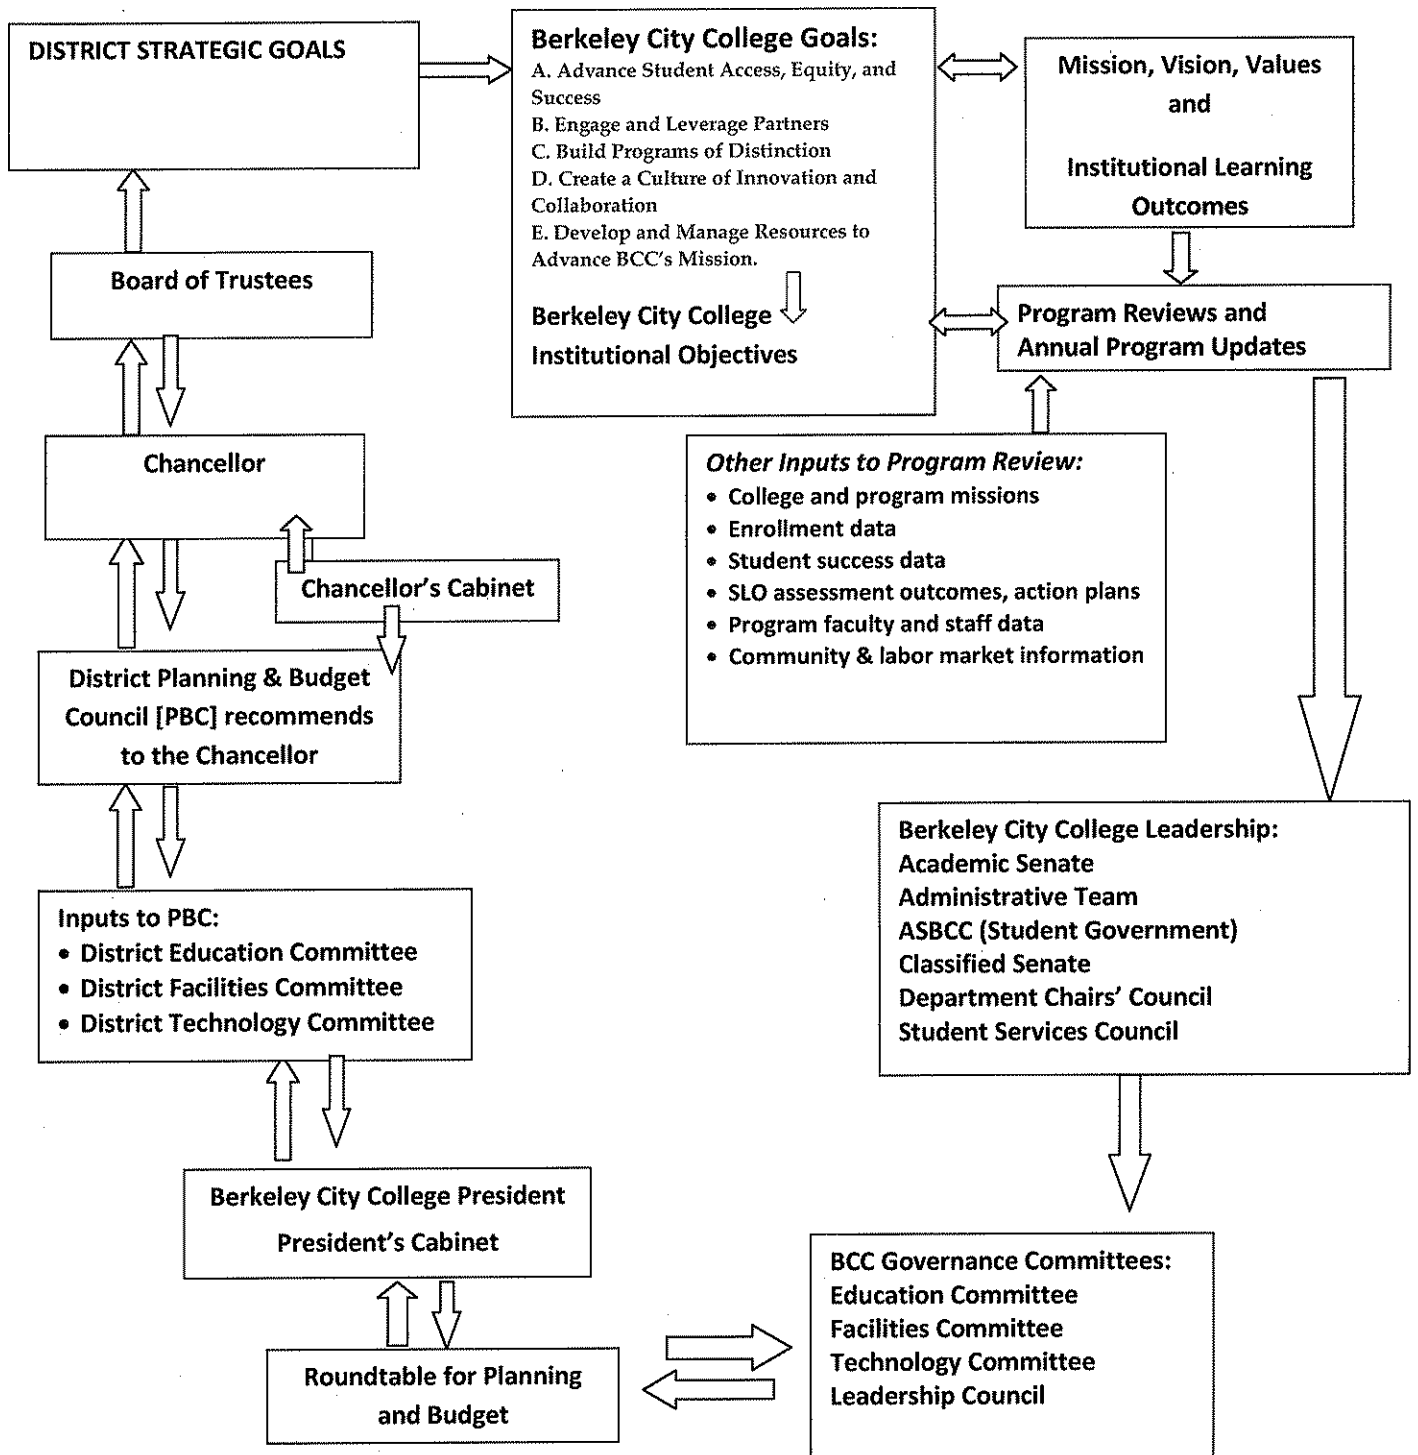 DISTRICT STRATEGIC GOALS
Berkeley City College Goals:
A. Advance Student Access, Equity, and
Success
B. Engage and Leverage Partners
C. Build Programs of Distinction
D. Create a Culture of Innovation and
Collaboration
E. Develop and Manage Resources to
Advance BCC's Mission.
Berkeley City College
Institutional Objectives
Mission, Vision, Values
and
Institutional Learning
Outcomes
Program Reviews and
Annual Program Updates
Board of Trustees
Chancellor
Chancellor's Cabinet
Other Inputs to Program Review:
• College and program missions
• Enrollment data
• Student success data
• SLO assessment outcomes, action plans
• Program faculty and staff data
• Community & labor market information
District Planning & Budget
Council [PBC] recommends
to the Chancellor
Inputs to PBC:
• District Education Committee
• District Facilities Committee
• District Technology Committee
Berkeley City College Leadership:
Academic Senate
Administrative Team
ASBCC (Student Government)
Classified Senate
Department Chairs' Council
Student Services Council
Berkeley City College President
President's Cabinet
Roundtable for Planning
and Budget
BCC Governance Committees:
Education Committee
Facilities Committee
Technology Committee
Leadership Council